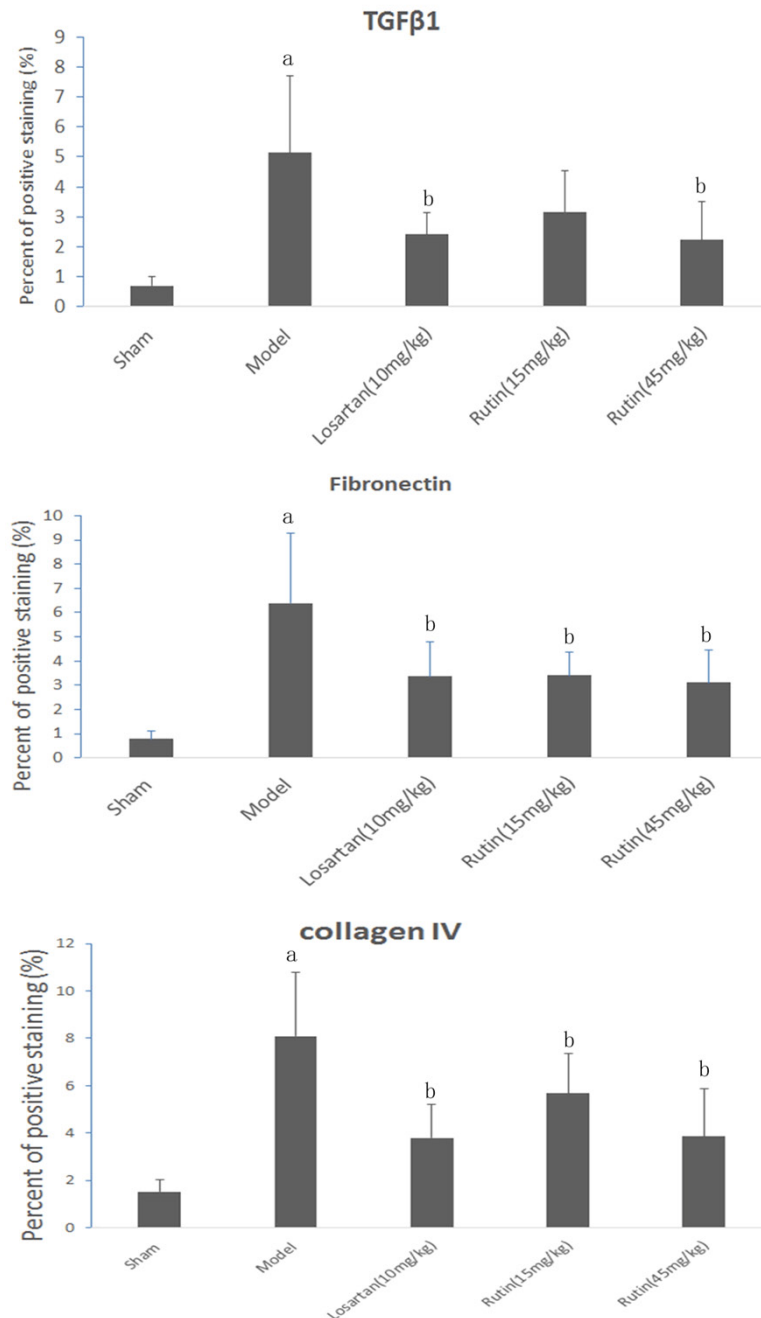 TGFβ1
Percent of positive staining (%)
9
8
7
6
5
4
3
2
1
0
a
b
b
Sham
Model
Losartan(10mg/kg)
Rutin(15mg/kg)
Rutin(45mg/kg)
Fibronectin
Percent of positive staining (%)
10
9
8
7
6
5
4
3
2
1
0
a
b
b
b
Sham
Model
Losartan(10mg/kg)
Rutin(15mg/kg)
Rutin(45mg/kg)
collagen IV
Percent of positive staining (%)
12
10
8
6
4
2
0
a
b
b
b
Sham
Model
Losartan(10mg/kg)
Rutin(15mg/kg)
Rutin(45mg/kg)